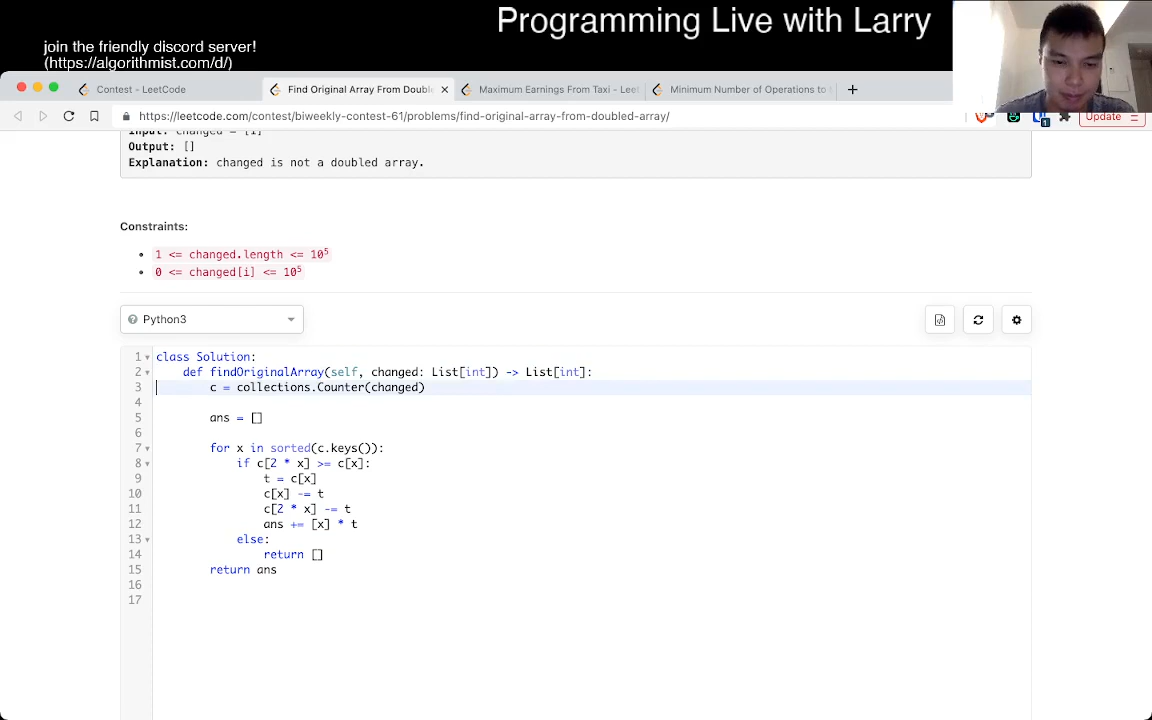 Programming Live with Larry
join the friendly discord server!
(https://algorithmist.com/d/)
Contest - LeetCode
Find Original Array From Doubl
Maximum Earnings From Taxi - Leet
Minimum Number of Operations to
https://leetcode.com/contest/biweekly-contest-61/problems/find-original-array-from-doubled-array/
1
Update
Input: changed = [1]
Output: []
Explanation: changed is not a doubled array.
Constraints:
1 <= changed.length <= 10^5
0 <= changed[i] <= 10^5
Python3
1 class Solution:
2 def findOriginalArray(self, changed: List[int]) -> List[int]:
3 c = collections.Counter(changed)
4
5 ans = []
6
7 for x in sorted(c.keys()):
8 if c[2 * x] >= c[x]:
9 t = c[x]
10 c[x] -= t
11 c[2 * x] -= t
12 ans += [x] * t
13 else:
14 return []
15 return ans
16
17